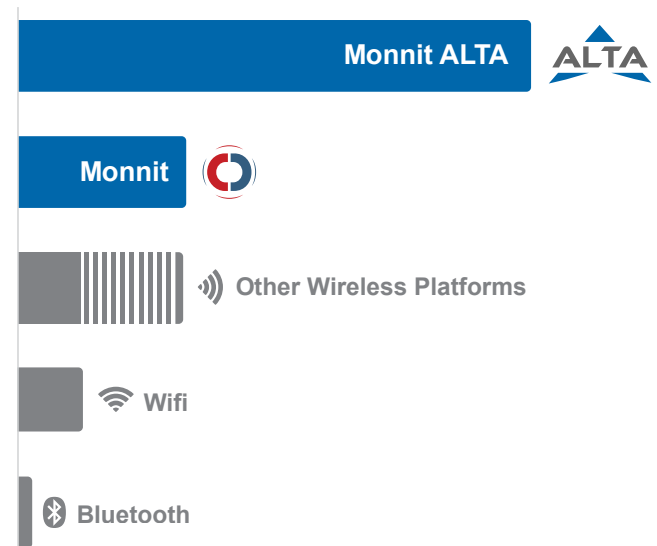 Monnit ALTA
ALTA
Monnit
Other Wireless Platforms
Wifi
Bluetooth